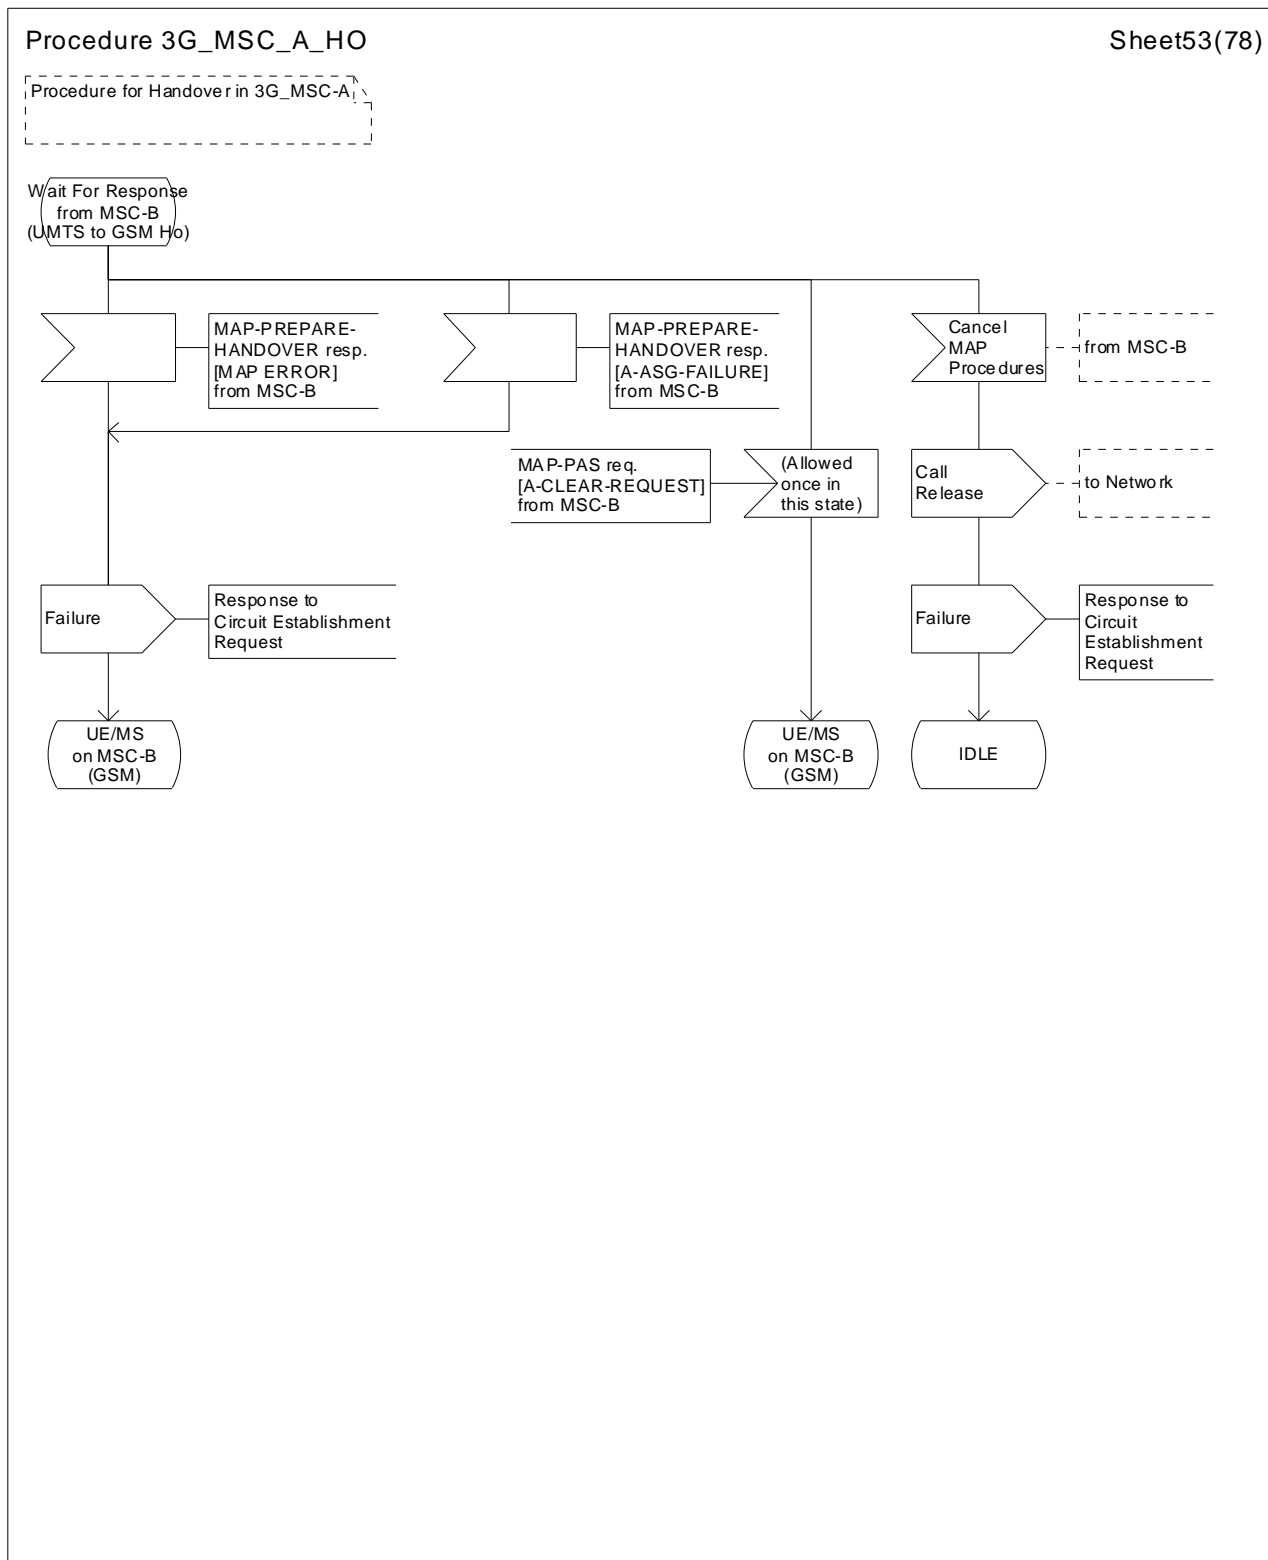 Procedure 3G_MSC_A_HO
Sheet53(78)
Procedure for Handover in 3G_MSC-A
Wait For Response
from MSC-B
(UMTS to GSM Ho)
MAP-PREPARE-
HANDOVER resp.
[MAP ERROR]
from MSC-B
MAP-PREPARE-
HANDOVER resp.
[A-ASG-FAILURE]
from MSC-B
Cancel
MAP
Procedures
from MSC-B
MAP-PAS req.
[A-CLEAR-REQUEST]
from MSC-B
(Allowed
once in
this state)
Call
Release
to Network
Failure
Response to
Circuit Establishment
Request
Failure
Response to
Circuit
Establishment
Request
UE/MS
on MSC-B
(GSM)
UE/MS
on MSC-B
(GSM)
IDLE